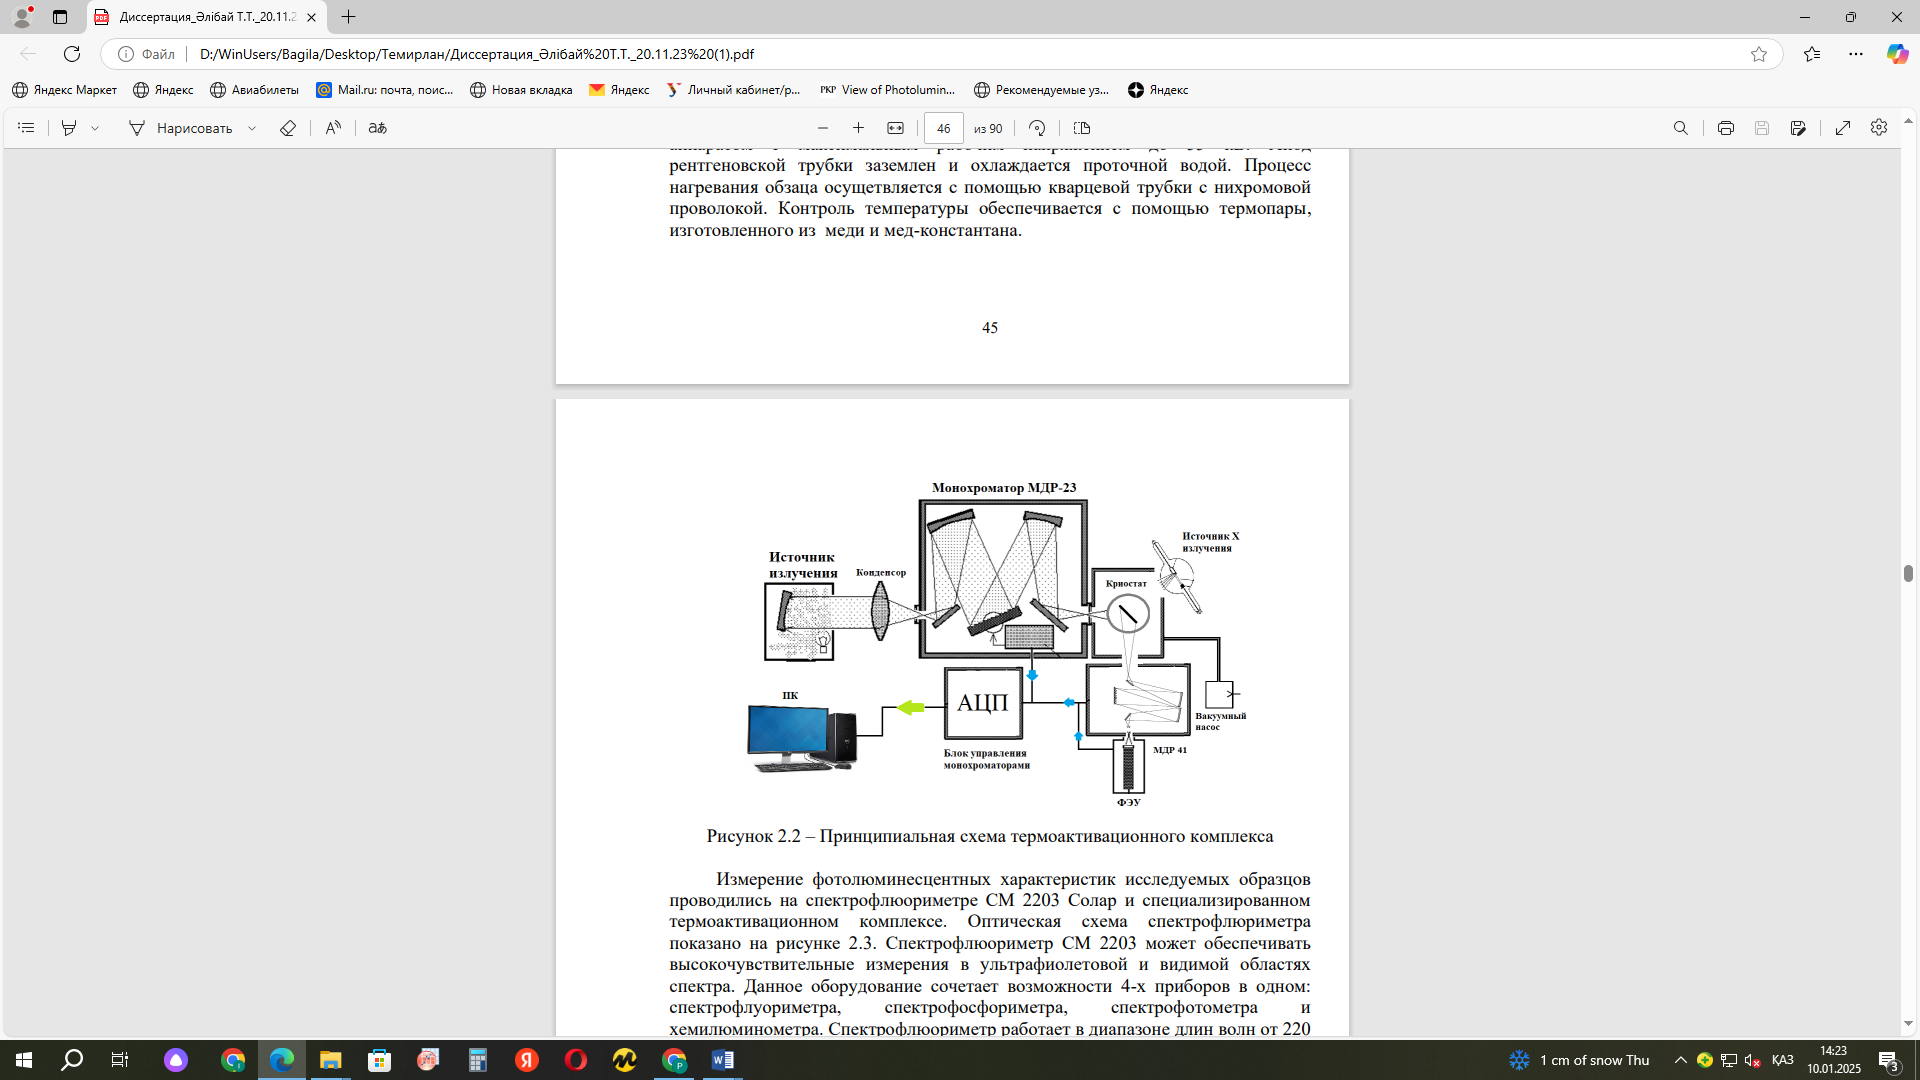 Диссертация_Әлібай Т.Т._20.11.2
Файл
D:/WinUsers/Bagila/Desktop/Темирлан/Диссертация_Әлібай%20Т.Т._20.11.23%20(1).pdf
Яндекс Маркет
Яндекс
Авиабилеты
Mail.ru: почта, поис...
Новая вкладка
Яндекс
Личный кабинет/р...
PKP View of Photolumin...
Рекомендуемые уз...
Яндекс
Нарисовать
46 из 90
рентгеновской трубки заземлен и охлаждается проточной водой. Процесс
нагревания обзаца осущетвляется с помощью кварцевой трубки с нихромовой
проволокой. Контроль температуры обеспечивается с помощью термопары,
изготовленного из меди и мед-константана.
45
Монохроматор МДР-23
Источник Х
излучения
Источник
излучения
Конденсор
Криостат
ПК
АЦП
Вакуумный
насос
Блок управления
монохроматорами
МДР 41
ФЭУ
Рисунок 2.2 – Принципиальная схема термоактивационного комплекса
Измерение фотолюминесцентных характеристик исследуемых образцов
проводились на спектрофлюориметре СМ 2203 Солар и специализированном
термоактивационном комплексе. Оптическая схема спектрофлюриметра
показано на рисунке 2.3. Спектрофлюориметр СМ 2203 может обеспечивать
высокочувствительные измерения в ультрафиолетовой и видимой областях
спектра. Данное оборудование сочетает возможности 4-х приборов в одном:
спектрофлуориметра, спектрофосфориметра, спектрофотометра и
хемилюминометра. Спектрофлюориметр работает в диапазоне длин волн от 220
1 cm of snow Thu
ҚАЗ
14:23
10.01.2025
3